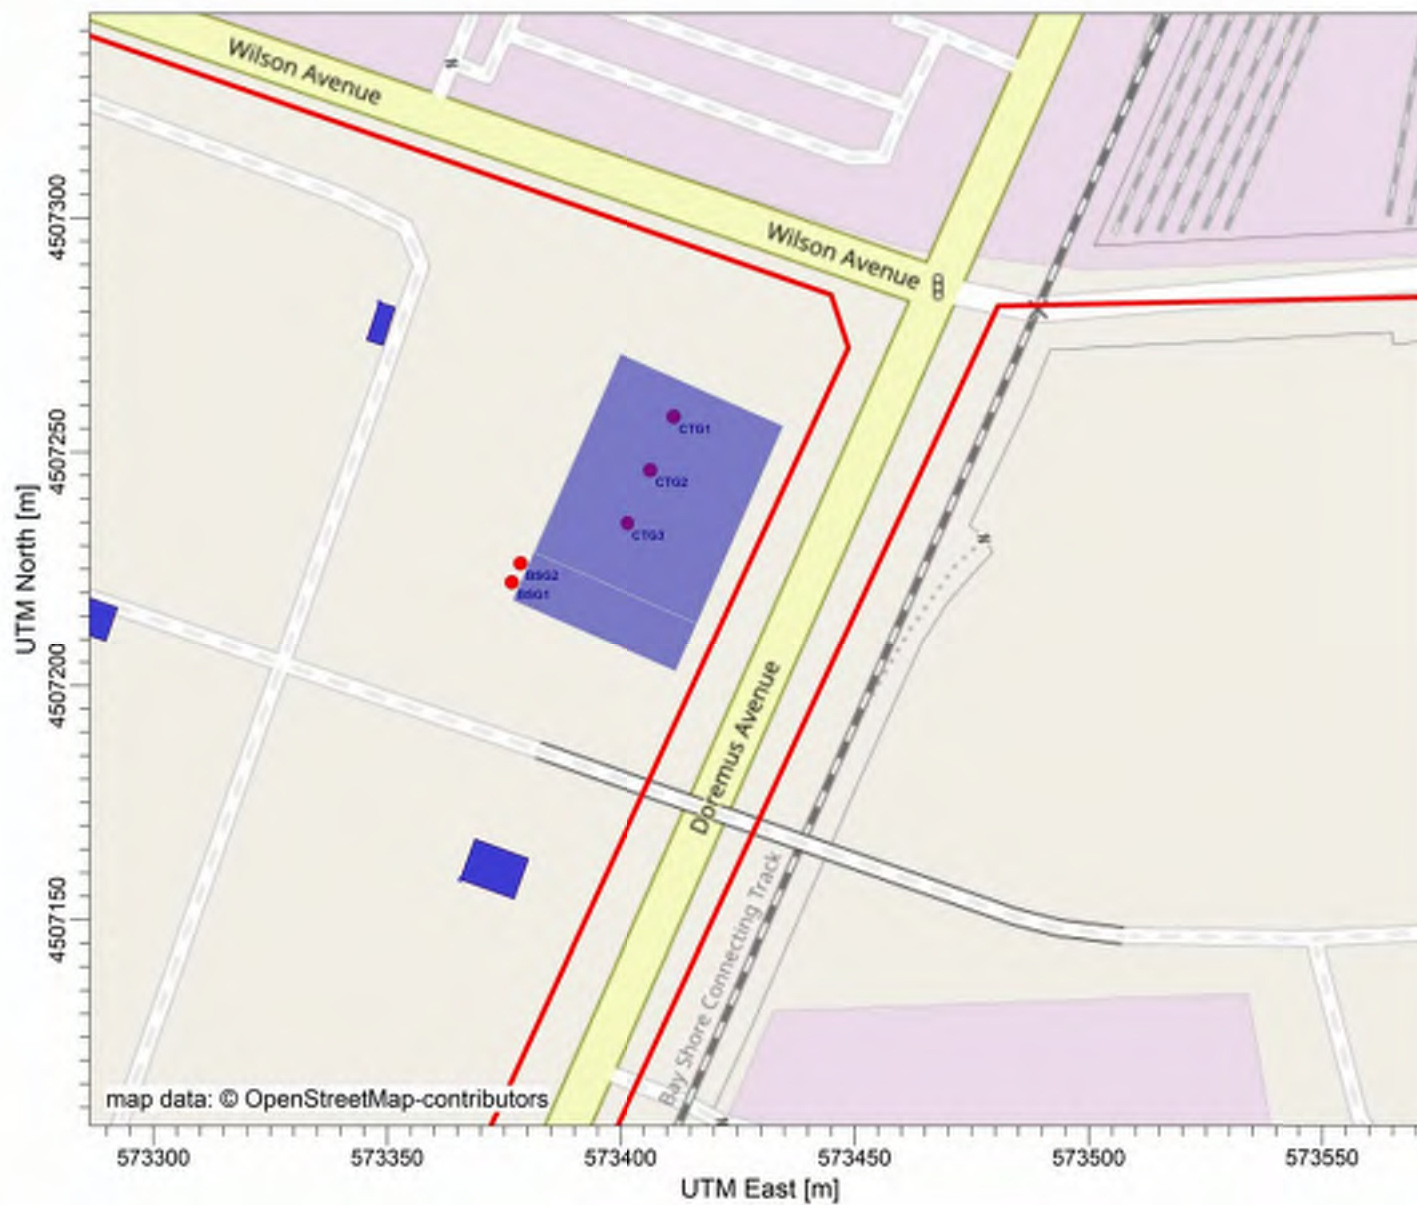 Wilson Avenue
Wilson Avenue
CTG1
CTG2
CTG3
BSG2
BSG1
Doremus Avenue
Bay Shore Connecting Track
4507300
4507250
4507200
4507150
UTM North [m]
map data: © OpenStreetMap-contributors
573300
573350
573400
573450
573500
573550
UTM East [m]